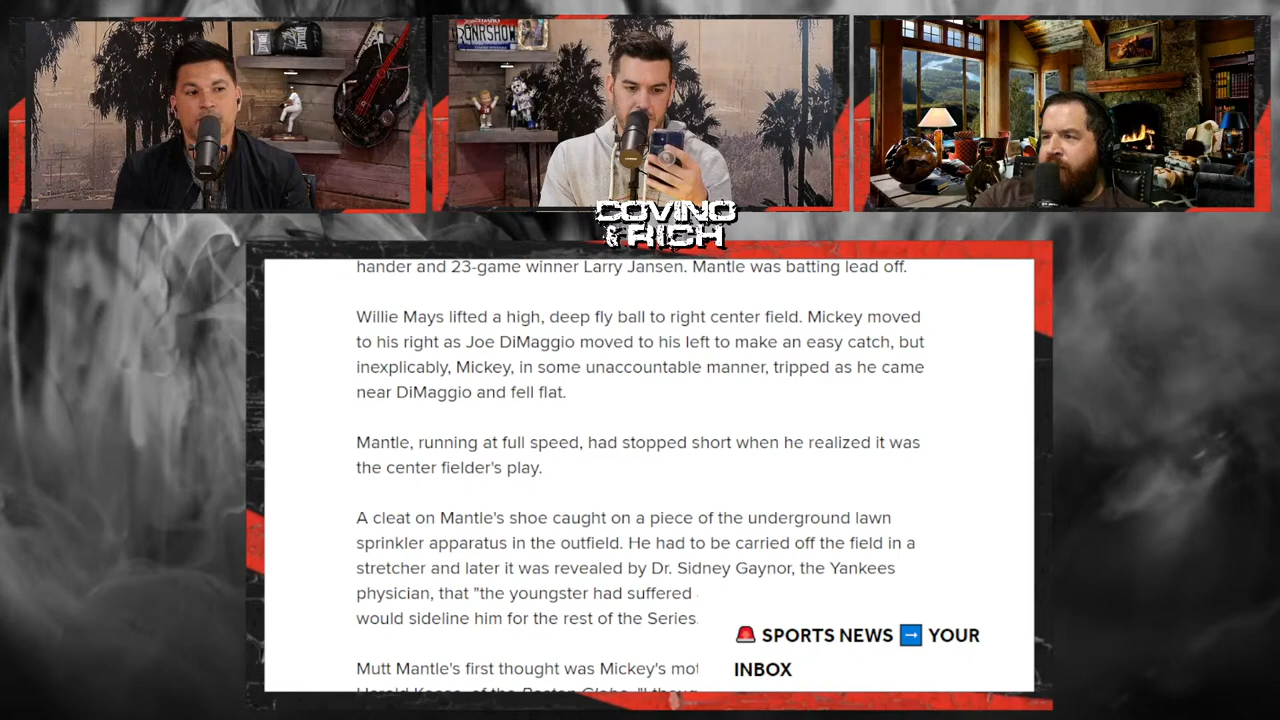 RONRSHOW
COVINO
& RICH
hander and 23-game winner Larry Jansen. Mantle was batting lead off.
Willie Mays lifted a high, deep fly ball to right center field. Mickey moved
to his right as Joe DiMaggio moved to his left to make an easy catch, but
inexplicably, Mickey, in some unaccountable manner, tripped as he came
near DiMaggio and fell flat.
Mantle, running at full speed, had stopped short when he realized it was
the center fielder's play.
A cleat on Mantle's shoe caught on a piece of the underground lawn
sprinkler apparatus in the outfield. He had to be carried off the field in a
stretcher and later it was revealed by Dr. Sidney Gaynor, the Yankees
physician, that "the youngster had suffered
would sideline him for the rest of the Series.
🚨 SPORTS NEWS ➡️ YOUR
INBOX
Mutt Mantle's first thought was Mickey's